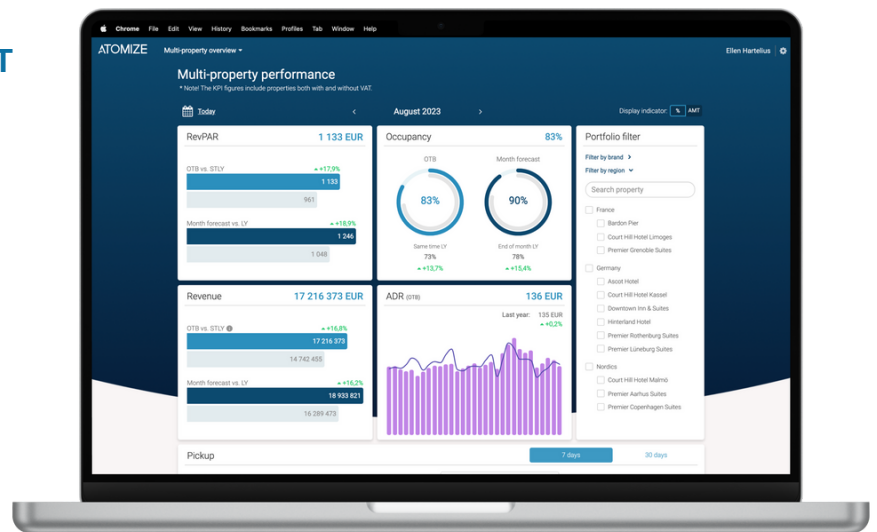 T
Chrome File Edit View History Bookmarks Profiles Tab Window Help
ATOMIZE Multi-property overview Ellen Hartelius
Multi-property performance
* Note! The KPI figures include properties both with and without VAT.
Today < August 2023 > Display indicator: % AMT
RevPAR 1 133 EUR
OTB vs. STLY +17,9%
1 133
961
Month forecast vs. LY +18,9%
1 246
1 048
Occupancy 83%
OTB Month forecast
83% 90%
Same time LY End of month LY
73% 78%
+13,7% +15,4%
Portfolio filter
Filter by brand >
Filter by region
Search property
France
Bardon Pier
Court Hill Hotel Limoges
Premier Grenoble Suites
Germany
Ascot Hotel
Court Hill Hotel Kassel
Downtown Inn & Suites
Hinterland Hotel
Premier Rothenburg Suites
Premier Lüneburg Suites
Nordics
Court Hill Hotel Malmö
Premier Aarhus Suites
Premier Copenhagen Suites
Revenue 17 216 373 EUR
OTB vs. STLY +16,8%
17 216 373
14 742 455
Month forecast vs. LY +16,2%
18 933 821
16 289 473
ADR (OTB) 136 EUR
Last year: 135 EUR
+0,2%
Pickup 7 days 30 days